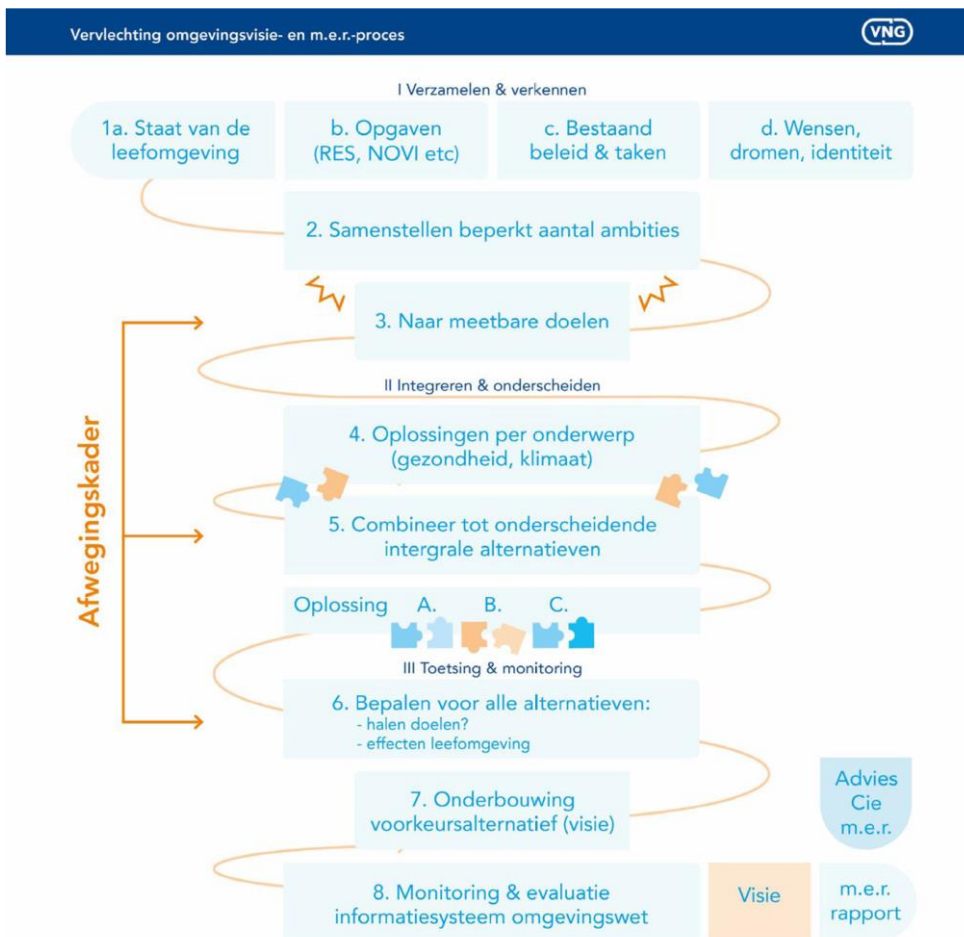 Vervlechting omgevingsvisie- en m.e.r.-proces
VNG
I Verzamelen & verkennen
1a. Staat van de
leefomgeving
b. Opgaven
(RES, NOVI etc)
c. Bestaand
beleid & taken
d. Wensen,
dromen, identiteit
2. Samenstellen beperkt aantal ambities
3. Naar meetbare doelen
Afwegingskader
II Integreren & onderscheiden
4. Oplossingen per onderwerp
(gezondheid, klimaat)
5. Combineer tot onderscheidende
intergrale alternatieven
Oplossing A. B. C.
III Toetsing & monitoring
6. Bepalen voor alle alternatieven:
- halen doelen?
- effecten leefomgeving
7. Onderbouwing
voorkeursalternatief (visie)
Advies
Cie
m.e.r.
8. Monitoring & evaluatie
informatiesysteem omgevingswet
Visie
m.e.r.
rapport